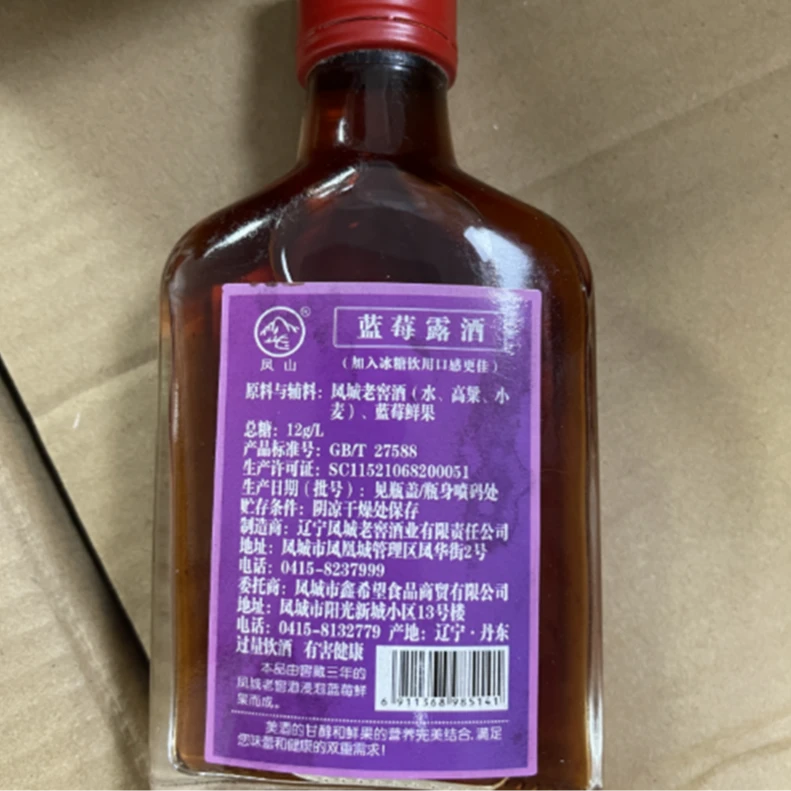 ®
凤山
蓝莓露酒
（加入冰糖饮用口感更佳）
原料与辅料：凤城老窖酒（水、高粱、小
麦）、蓝莓鲜果
总糖：12g/L
产品标准号：GB/T 27588
生产许可证：SC11521068200051
生产日期（批号）：见瓶盖/瓶身喷码处
贮存条件：阴凉干燥处保存
制造商：辽宁凤城老窖酒业有限责任公司
地址：凤城市凤凰城管理区凤华街2号
电话：0415-8237999
委托商：凤城市鑫希望食品商贸有限公司
地址：凤城市阳光新城小区13号楼
电话：0415-8132779 产地：辽宁·丹东
过量饮酒 有害健康
本品由窖藏三年的
凤城老窖酒浸泡蓝莓鲜
果而成。
6 911368 985141
美酒的甘醇和鲜果的营养完美结合，满足
您味蕾和健康的双重需求！